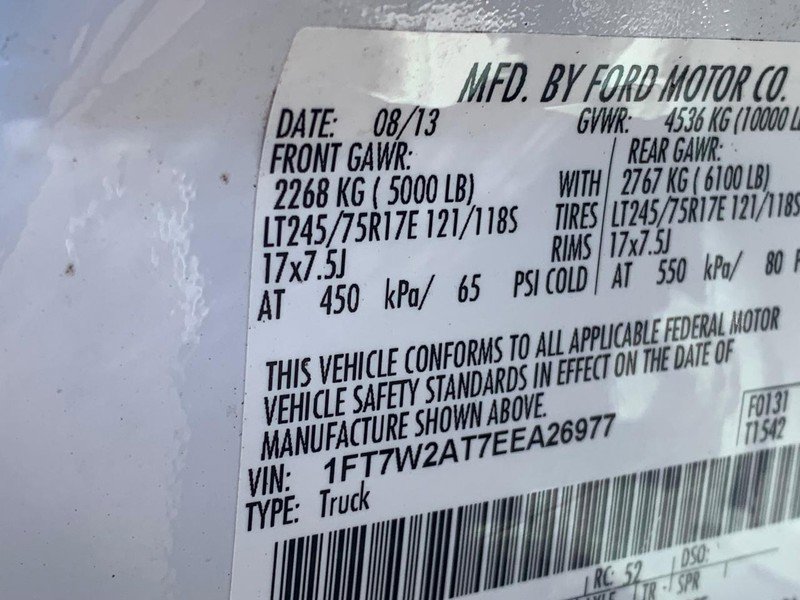 MFD. BY FORD MOTOR CO.
DATE: 08/13 GVWR: 4536 KG (10000
FRONT GAWR: REAR GAWR:
2268 KG ( 5000 LB) WITH 2767 KG ( 6100 LB)
LT245/75R17E 121/118S TIRES LT245/75R17E 121/118S
17x7.5J RIMS 17x7.5J
AT 450 kPa/ 65 PSI COLD AT 550 kPa/ 80
THIS VEHICLE CONFORMS TO ALL APPLICABLE FEDERAL MOTOR
VEHICLE SAFETY STANDARDS IN EFFECT ON THE DATE OF
MANUFACTURE SHOWN ABOVE.
F0131
VIN: 1FT7W2AT7EEA26977 T1542
TYPE: Truck
RC: 52 DSO:
TR - SPR